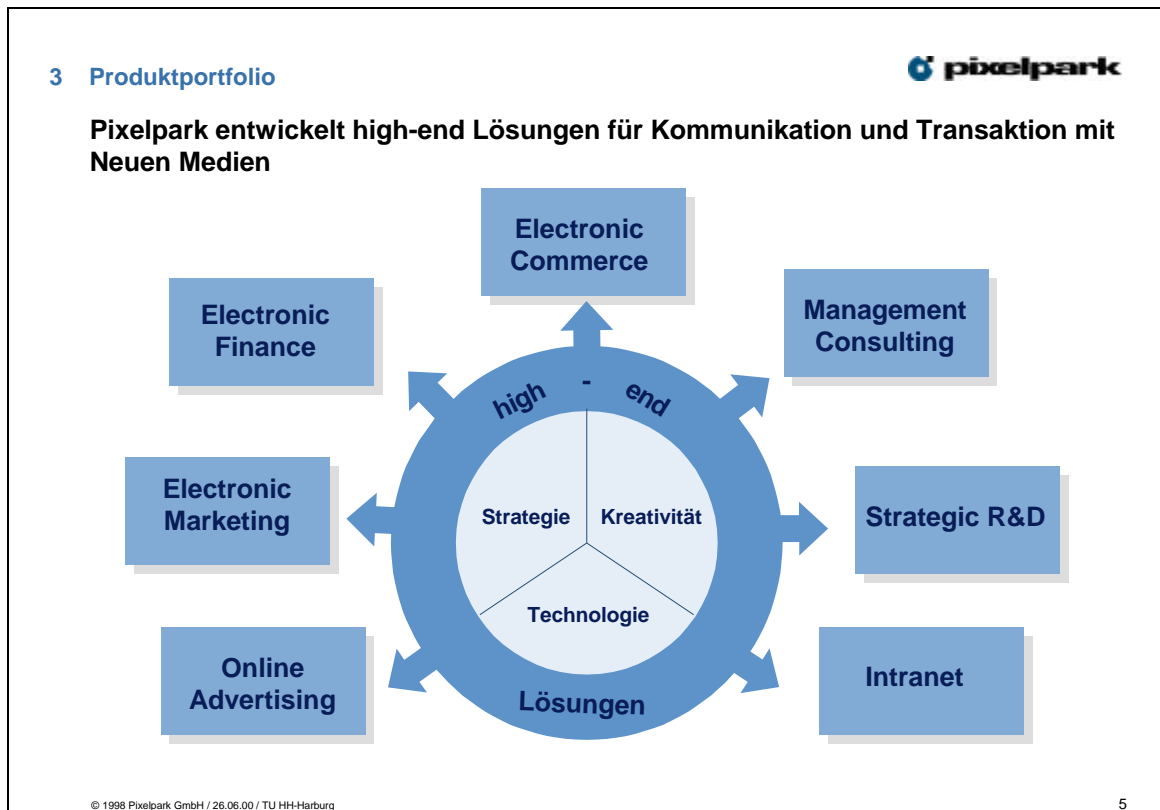 3 Produktportfolio
pixelpark
Pixelpark entwickelt high-end Lösungen für Kommunikation und Transaktion mit
Neuen Medien
Electronic
Commerce
Electronic
Finance
Management
Consulting
high - end
Electronic
Marketing
Strategie
Kreativität
Strategic R&D
Technologie
Online
Advertising
Intranet
Lösungen
© 1998 Pixelpark GmbH / 26.06.00 / TU HH-Harburg
5